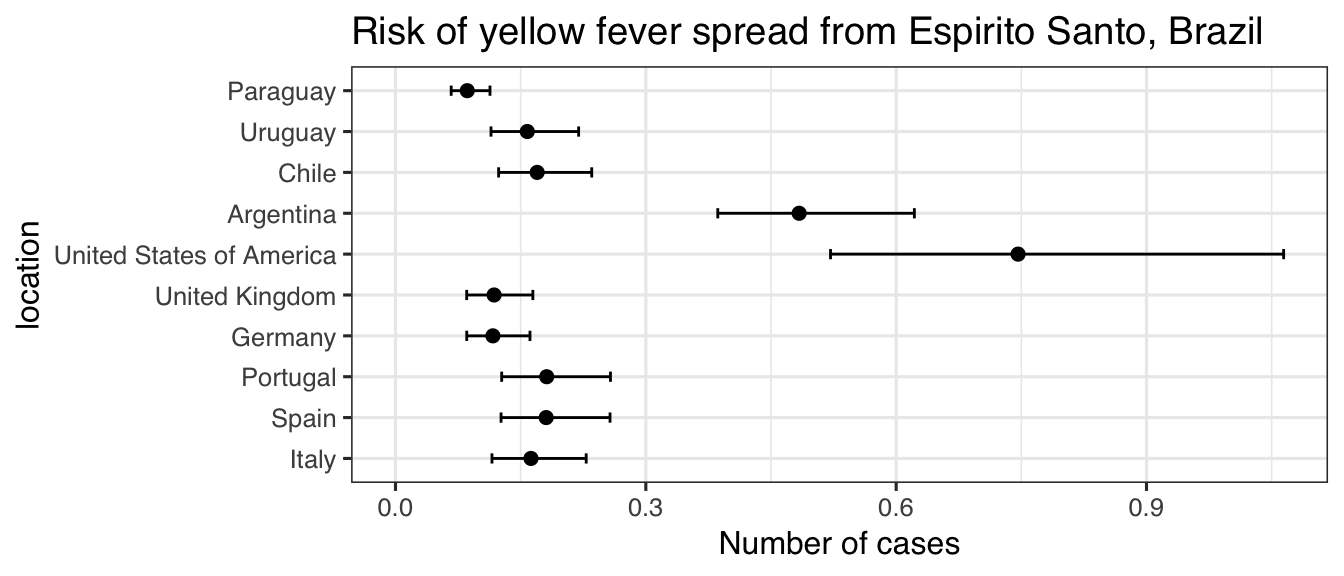 Risk of yellow fever spread from Espirito Santo, Brazil
location
Paraguay
Uruguay
Chile
Argentina
United States of America
United Kingdom
Germany
Portugal
Spain
Italy
0.0 0.3 0.6 0.9
Number of cases